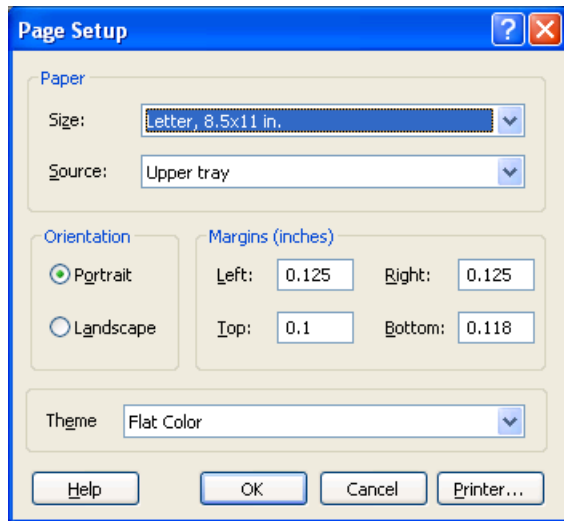 Page Setup
Paper
Size: Letter, 8.5x11 in.
Source: Upper tray
Orientation
Portrait
Landscape
Margins (inches)
Left: 0.125 Right: 0.125
Top: 0.1 Bottom: 0.118
Theme Flat Color
Help OK Cancel Printer...